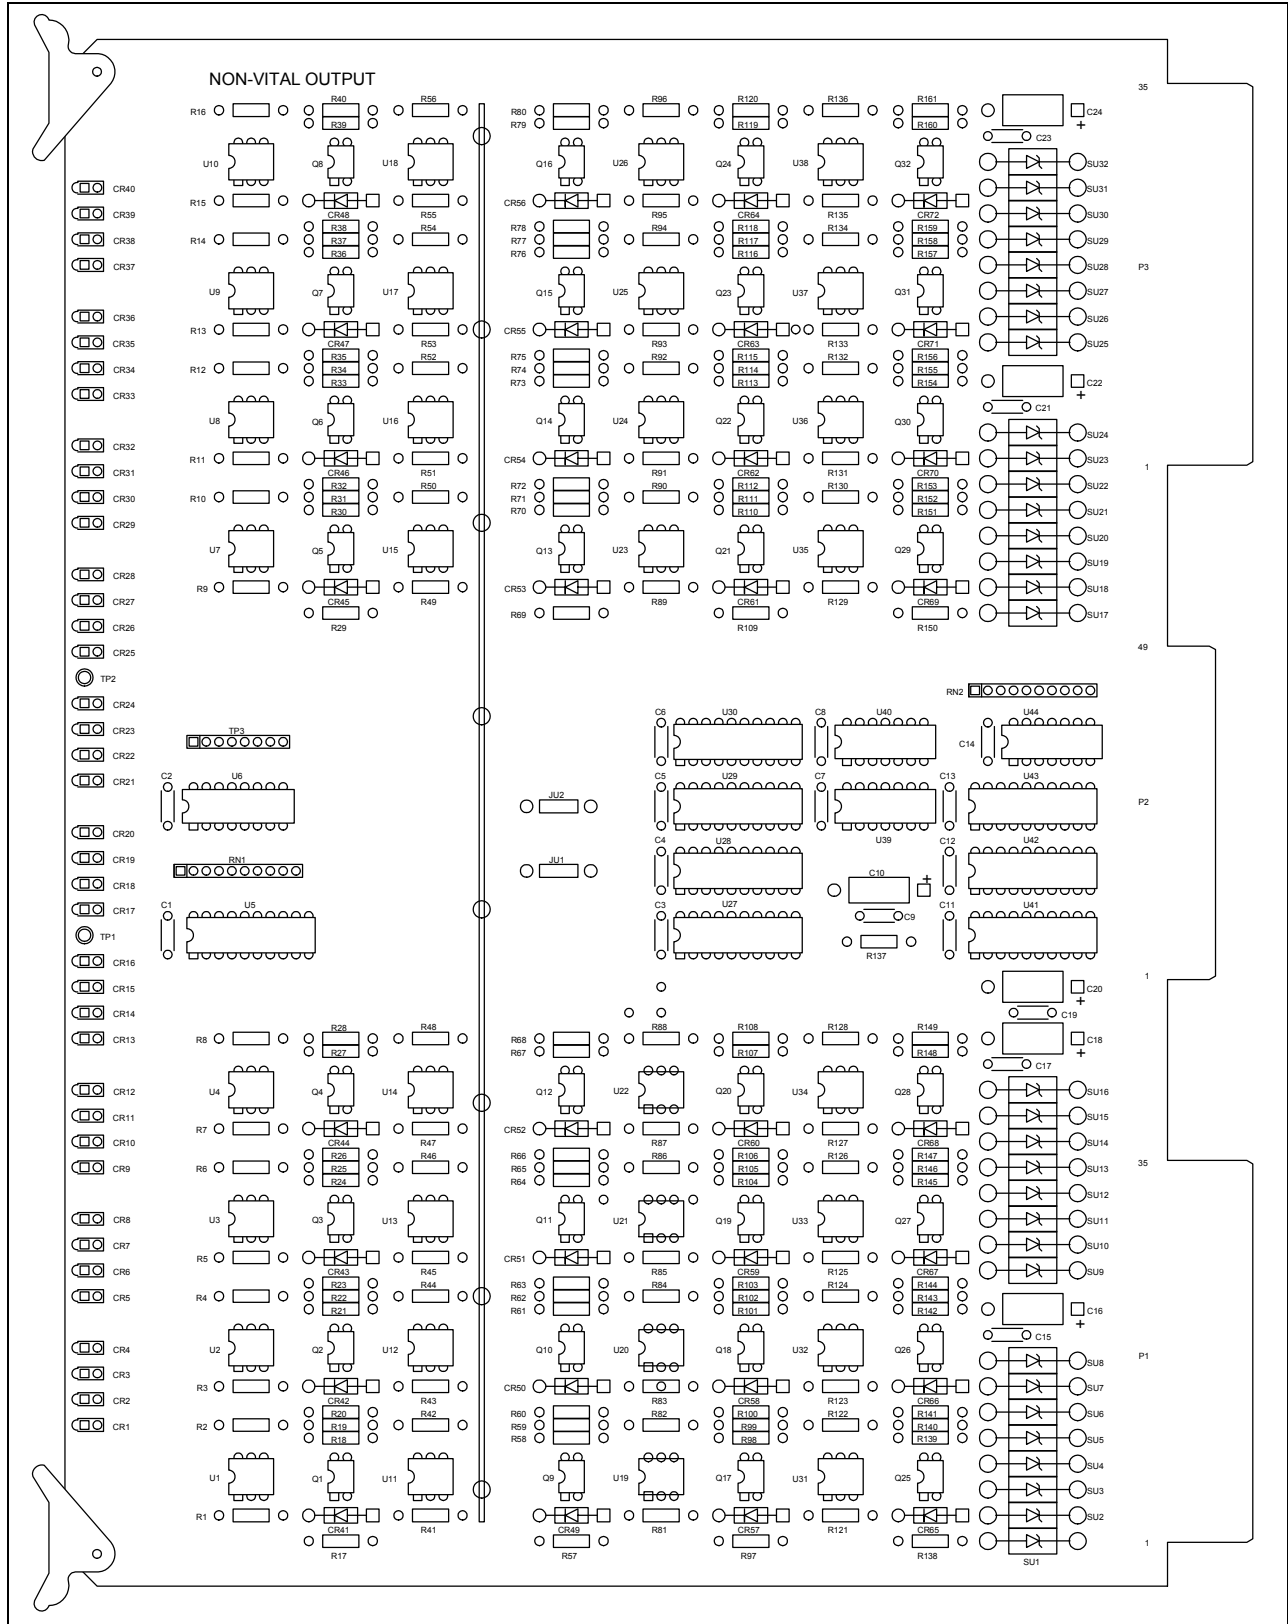 NON-VITAL OUTPUT
35
R16 R40 R56 R80 R96 R120 R136 R161 C24
R39 R79 R119 R160 +
C23
U10 Q8 U18 Q16 U26 Q24 U38 Q32 SU32
CR40 SU31
R15 R55 CR56 R95 R135
CR39 CR48 CR64 CR72 SU30
R14 R38 R54 R78 R94 R118 R134 R159
CR38 R37 R77 R117 R158 SU29
R36 R76 R116 R157
CR37 SU28 P3
U9 Q7 U17 Q15 U25 Q23 U37 Q31 SU27
CR36 SU26
R13 R53 CR55 R93 R133
CR35 CR47 CR63 CR71 SU25
R12 R35 R52 R75 R92 R115 R132 R156
CR34 R34 R74 R114 R155
R33 R73 R113 R154 C22
CR33 +
C21
U8 Q6 U16 Q14 U24 Q22 U36 Q30
CR32 SU24
R11 R51 CR54 R91 R131 SU23
CR31 CR46 CR62 CR70 1
R10 R32 R50 R72 R90 R112 R130 R153 SU22
CR30 R31 R71 R111 R152
R30 R70 R110 R151 SU21
CR29
SU20
U7 Q5 U15 Q13 U23 Q21 U35 Q29 SU19
CR28
R9 R49 CR53 R89 R129 SU18
CR27 CR45 CR61 CR69
R69 SU17
CR26 R29 R109 R150
CR25 49
TP2
RN2
CR24
C6 U30 C8 U40 U44
CR23 TP3 C14
CR22
CR21 C2 U6 C5 U29 C7 C13 U43
JU2 P2
CR20 U39
C4 U28 C12 U42
CR19 RN1 JU1
CR18 C10 +
CR17 C1 U5 C3 U27 C9 C11 U41
TP1
R137
CR16
1
CR15 C20
+
CR14 C19
CR13 R8 R28 R48 R68 R88 R108 R128 R149 C18
R27 R67 R107 R148 +
C17
CR12 U4 Q4 U14 Q12 U22 Q20 U34 Q28 SU16
CR11 SU15
R7 R47 CR52 R87 R127
CR10 CR44 CR60 CR68 SU14
R26 R66 R106 R147
CR9 R6 R25 R46 R65 R86 R105 R126 R146 SU13 35
R24 R64 R104 R145
SU12
CR8 U3 Q3 U13 Q11 U21 Q19 U33 Q27 SU11
CR7 SU10
R5 R45 CR51 R85 R125
CR6 CR43 CR59 CR67 SU9
R23 R63 R103 R144
CR5 R4 R22 R44 R62 R84 R102 R124 R143
R21 R61 R101 R142 C16
+
C15
CR4 U2 Q2 U12 Q10 U20 Q18 U32 Q26 P1
SU8
CR3
R3 R43 CR50 R83 R123 SU7
CR2 CR42 CR58 CR66
R20 R60 R100 R141 SU6
CR1 R2 R19 R42 R59 R82 R99 R122 R140
R18 R58 R98 R139 SU5
SU4
U1 Q1 U11 Q9 U19 Q17 U31 Q25
SU3
R1 R41 R81 R121 SU2
CR41 CR49 CR57 CR65
1
R17 R57 R97 R138
SU1